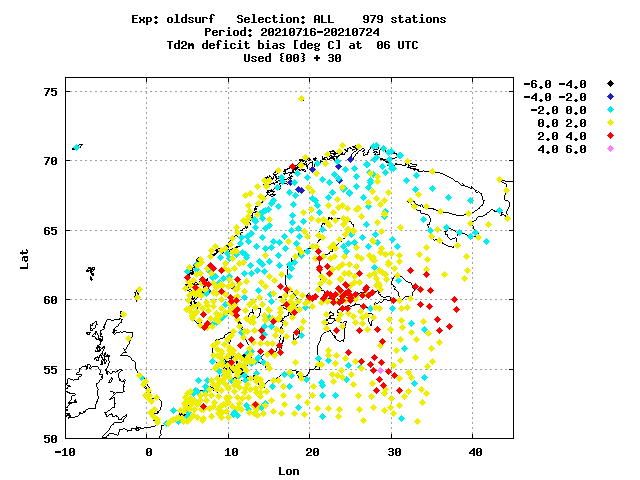 Exp: oldsurf   Selection: ALL    979 stations
Period: 20210716-20210724
Td2m deficit bias [deg C] at  06 UTC
Used {00} + 30
-6.0 -4.0
-4.0 -2.0
-2.0 0.0
0.0 2.0
2.0 4.0
4.0 6.0
75
70
65
60
55
50
Lat
-10 0 10 20 30 40
Lon